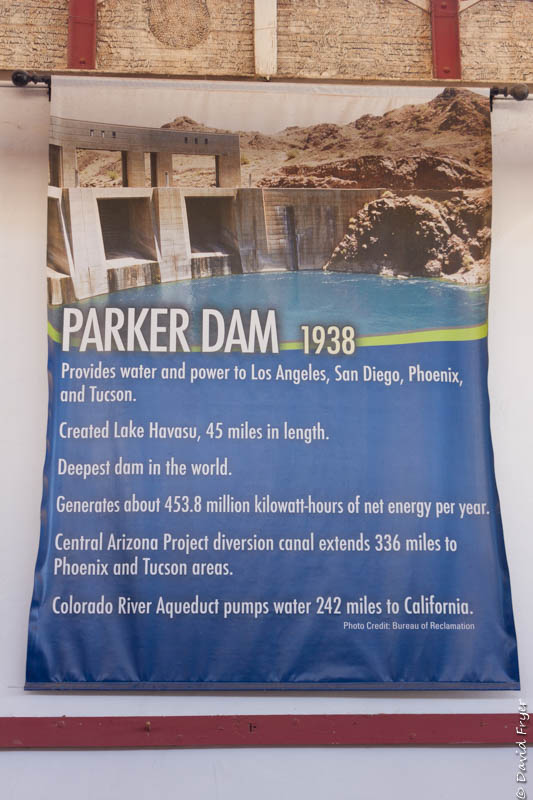 PARKER DAM 1938
Provides water and power to Los Angeles, San Diego, Phoenix,
and Tucson.
Created Lake Havasu, 45 miles in length.
Deepest dam in the world.
Generates about 453.8 million kilowatt-hours of net energy per year.
Central Arizona Project diversion canal extends 336 miles to
Phoenix and Tucson areas.
Colorado River Aqueduct pumps water 242 miles to California.
Photo Credit: Bureau of Reclamation
© David Fryer